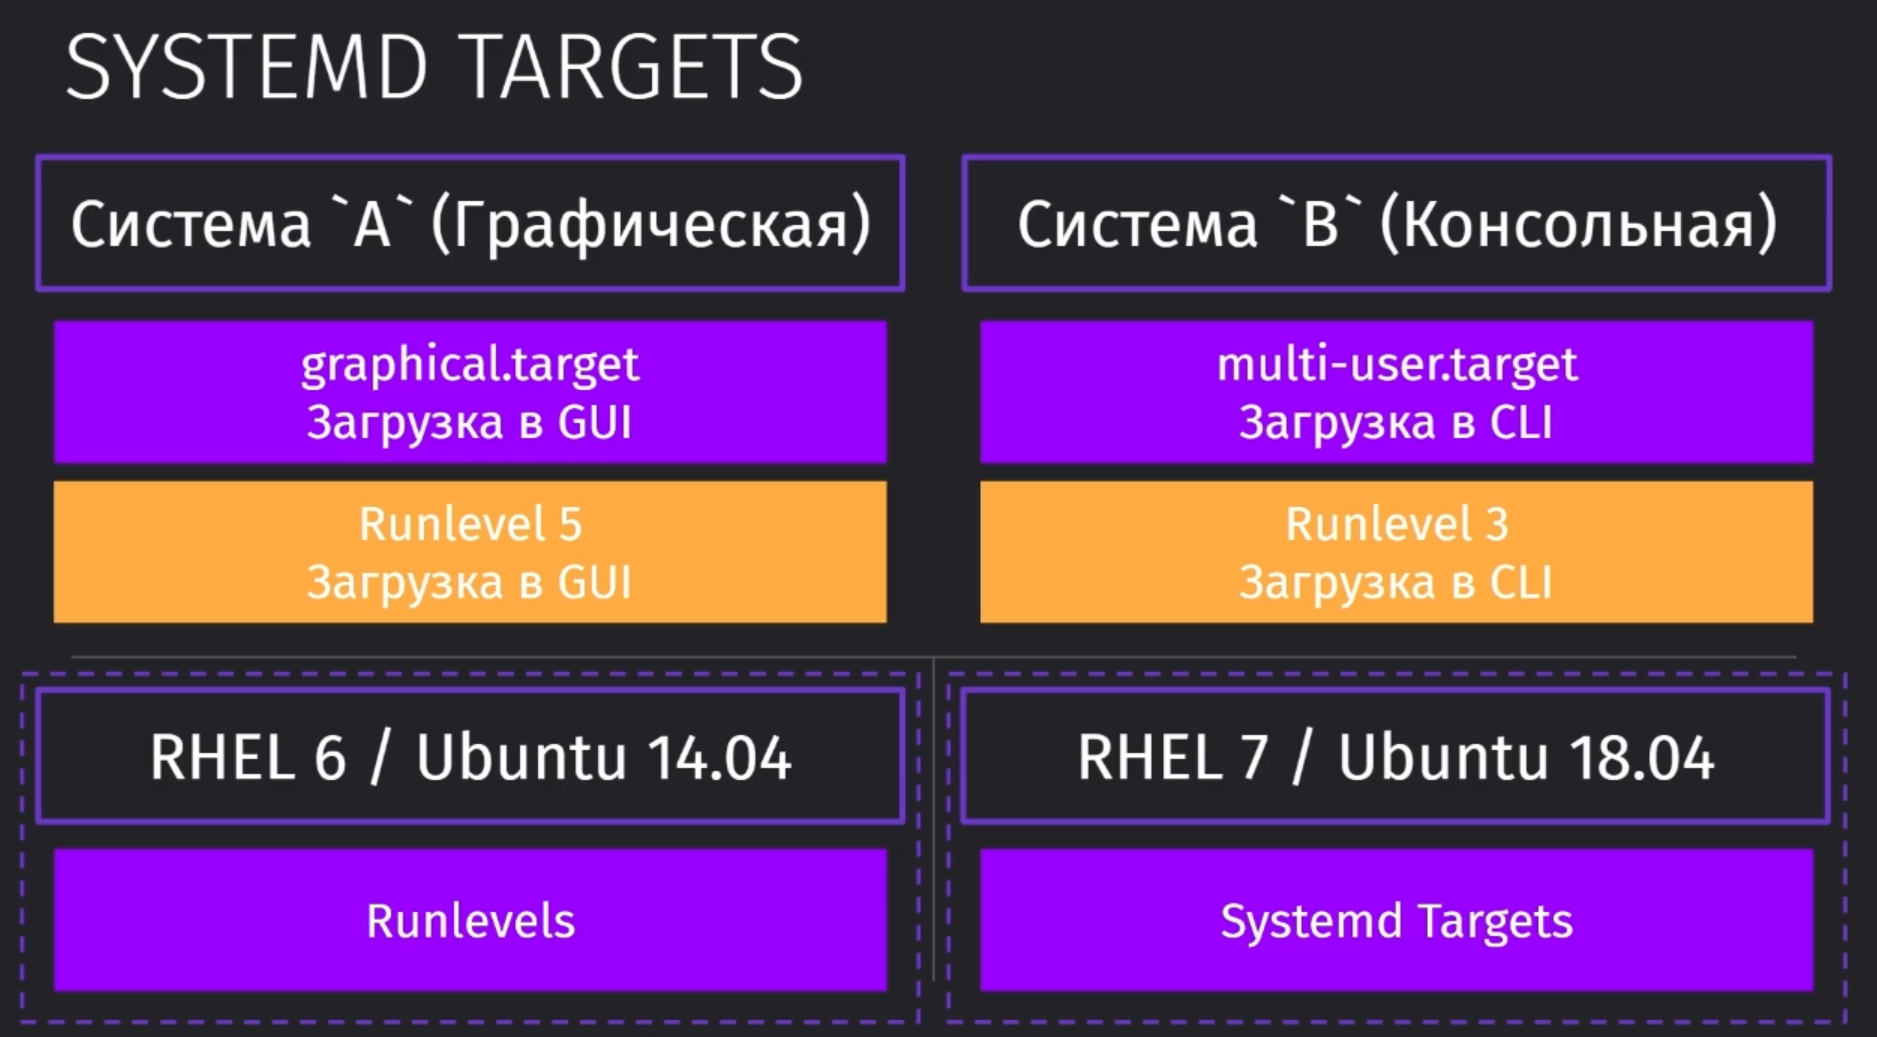 SYSTEMD TARGETS
Система `A` (Графическая)
Система `B` (Консольная)
graphical.target
Загрузка в GUI
multi-user.target
Загрузка в CLI
Runlevel 5
Загрузка в GUI
Runlevel 3
Загрузка в CLI
RHEL 6 / Ubuntu 14.04
RHEL 7 / Ubuntu 18.04
Runlevels
Systemd Targets